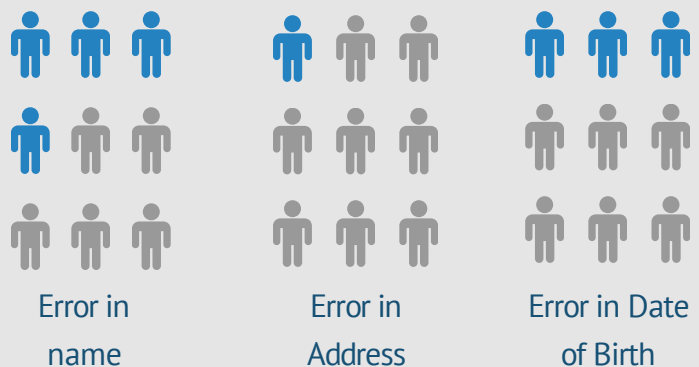 Error in
name
Error in
Address
Error in Date
of Birth